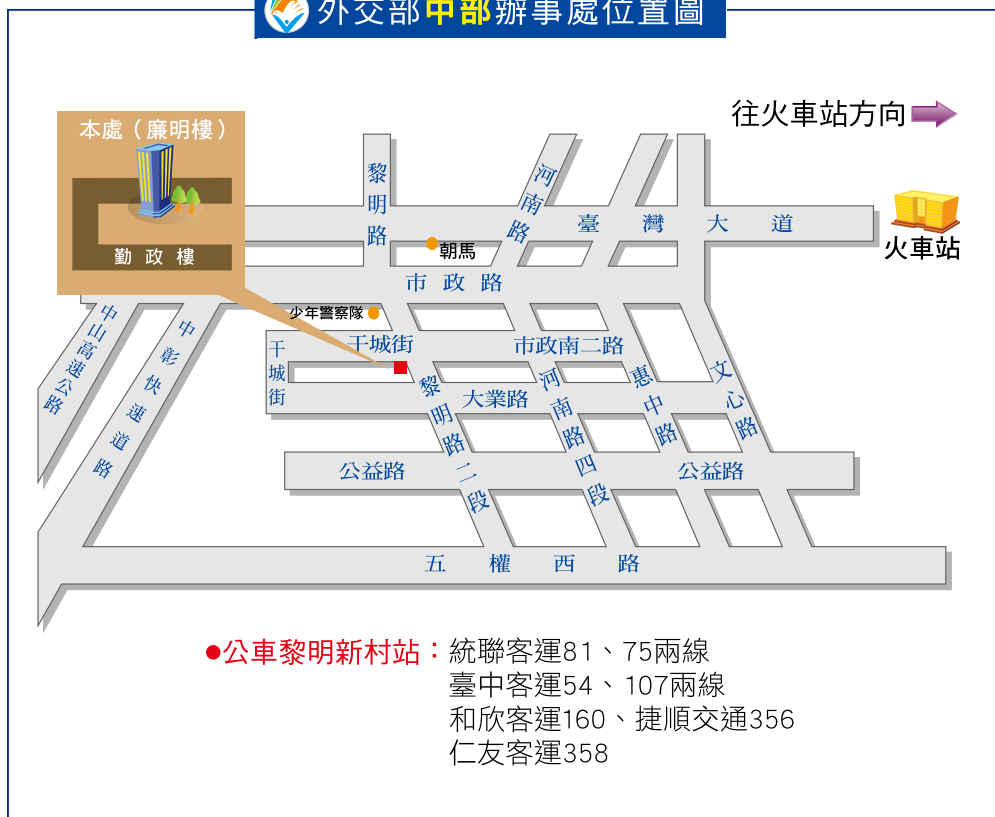 外交部中部辦事處位置圖
往火車站方向
本處（廉明樓）
勤政樓
黎明路
河南路
臺灣大道
火車站
朝馬
市政路
少年警察隊
中山高速公路
中彰快速道路
干城街
干城街
市政南二路
黎明路二段
大業路
河南路四段
惠中路
文心路
公益路
公益路
五權西路
●公車黎明新村站：統聯客運81、75兩線
臺中客運54、107兩線
和欣客運160、捷順交通356
仁友客運358